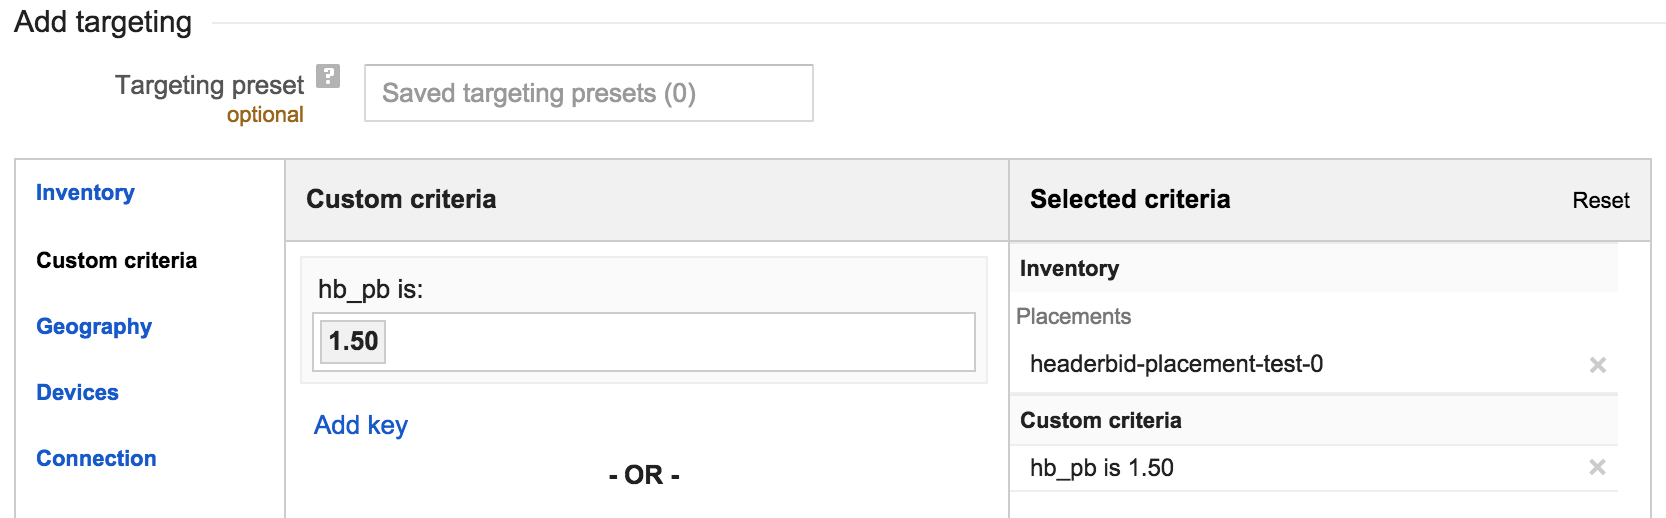 Add targeting
Targeting preset ?
optional
Saved targeting presets (0)
Inventory
Custom criteria
Geography
Devices
Connection
Custom criteria
hb_pb is:
1.50
Add key
- OR -
Selected criteria Reset
Inventory
Placements
headerbid-placement-test-0 ×
Custom criteria
hb_pb is 1.50 ×